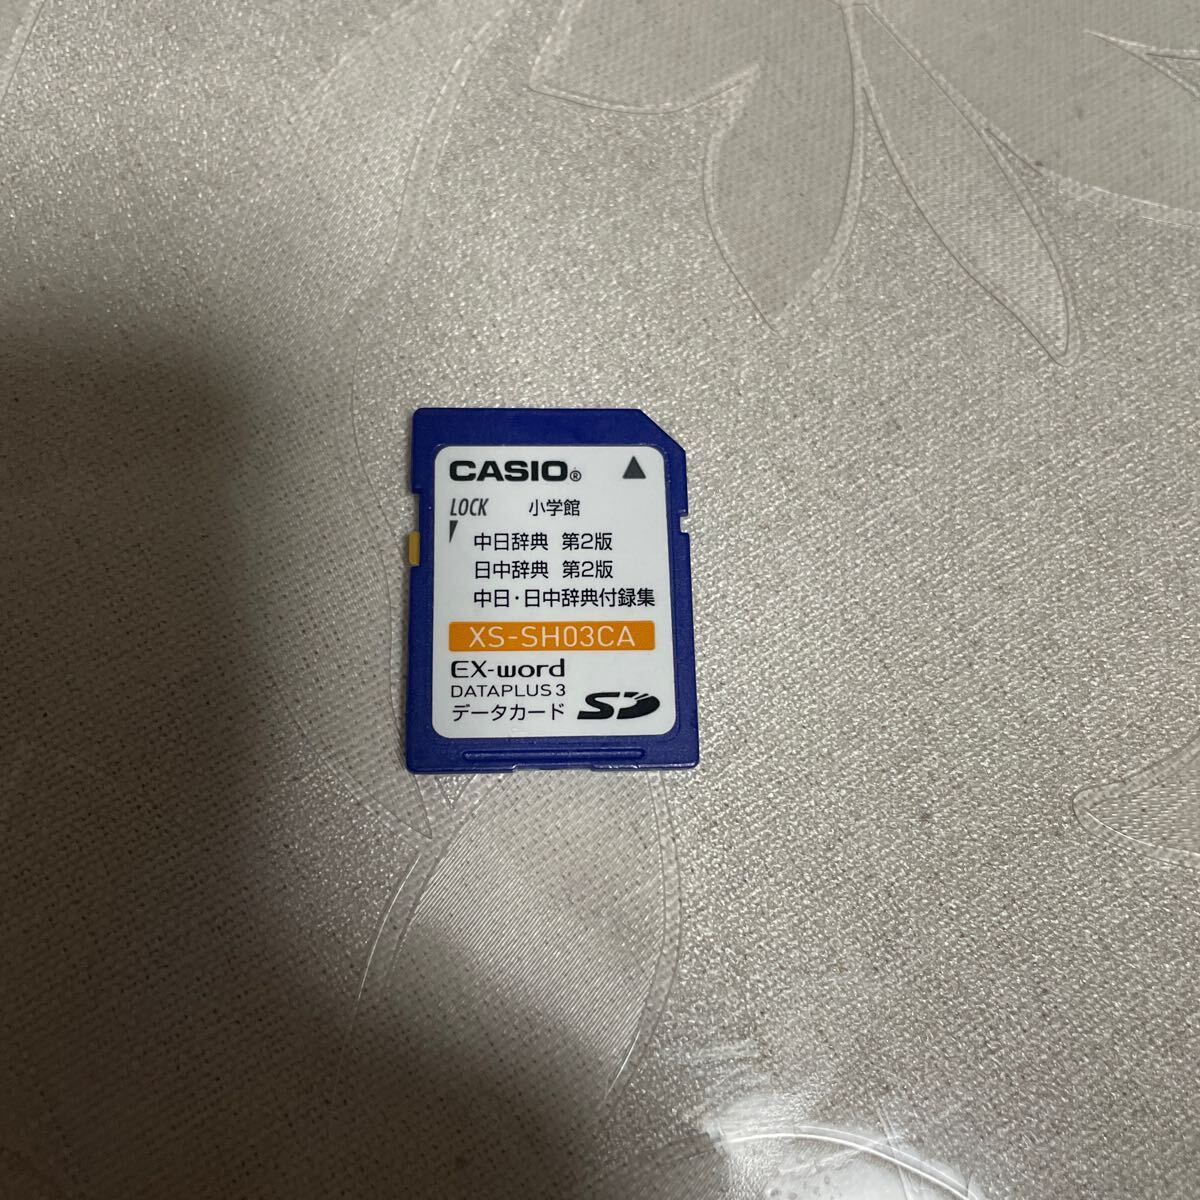 CASIO®
LOCK 小学館
中日辞典 第2版
日中辞典 第2版
中日・日中辞典付録集
XS-SH03CA
EX-word
DATAPLUS 3
データカード SD